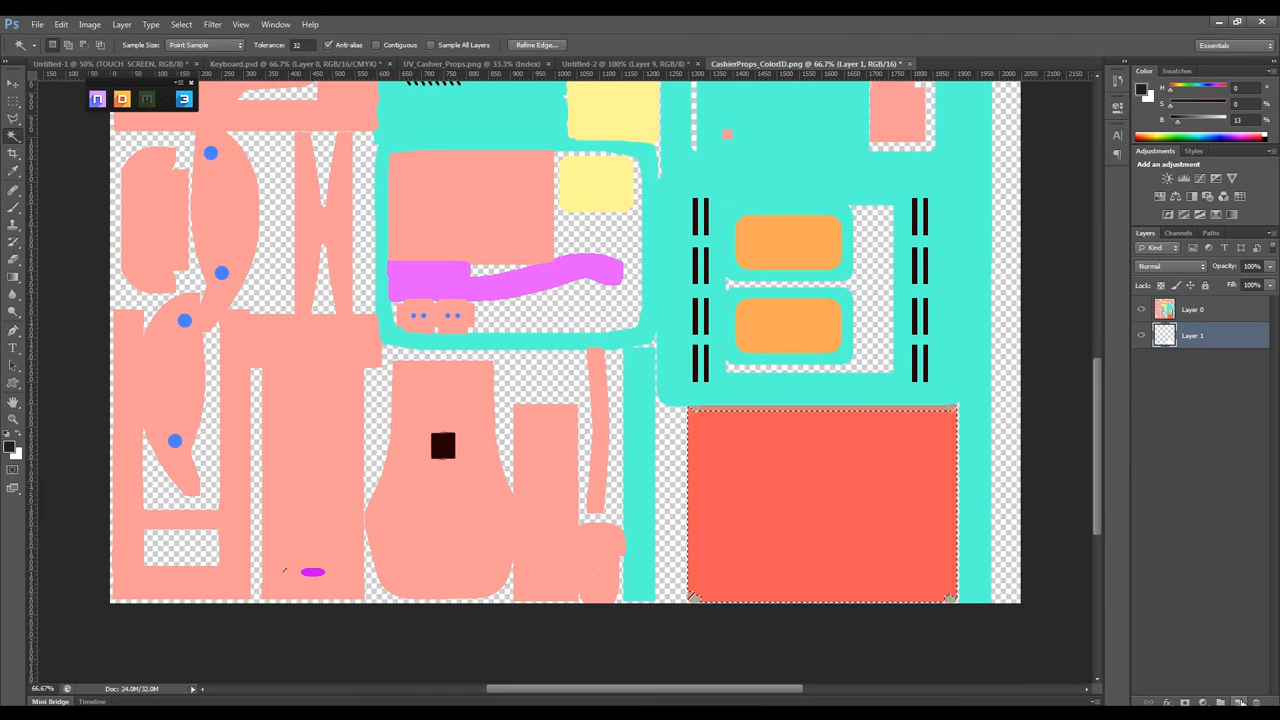 Ps File Edit Image Layer Type Select Filter View Window Help
Sample Size: Point Sample Tolerance: 32 Anti-alias Contiguous Sample All Layers Refine Edge... Essentials
Untitled-1 @ 50% (TOUCH SCREEN, RGB/8) * × Keyboard.psd @ 66.7% (Layer 0, RGB/16/CMYK) * × UV_Cashier_Props.png @ 33.3% (Index) × Untitled-2 @ 100% (Layer 9, RGB/8) * × CashierProps_ColorID.png @ 66.7% (Layer 1, RGB/16) * ×
Color Swatches
H 0 °
S 0 %
B 13 %
Adjustments Styles
Add an adjustment
Layers Channels Paths
Kind
Normal Opacity: 100%
Lock: Fill: 100%
Layer 0
Layer 1
66.67% Doc: 24.0M/32.0M
Mini Bridge Timeline